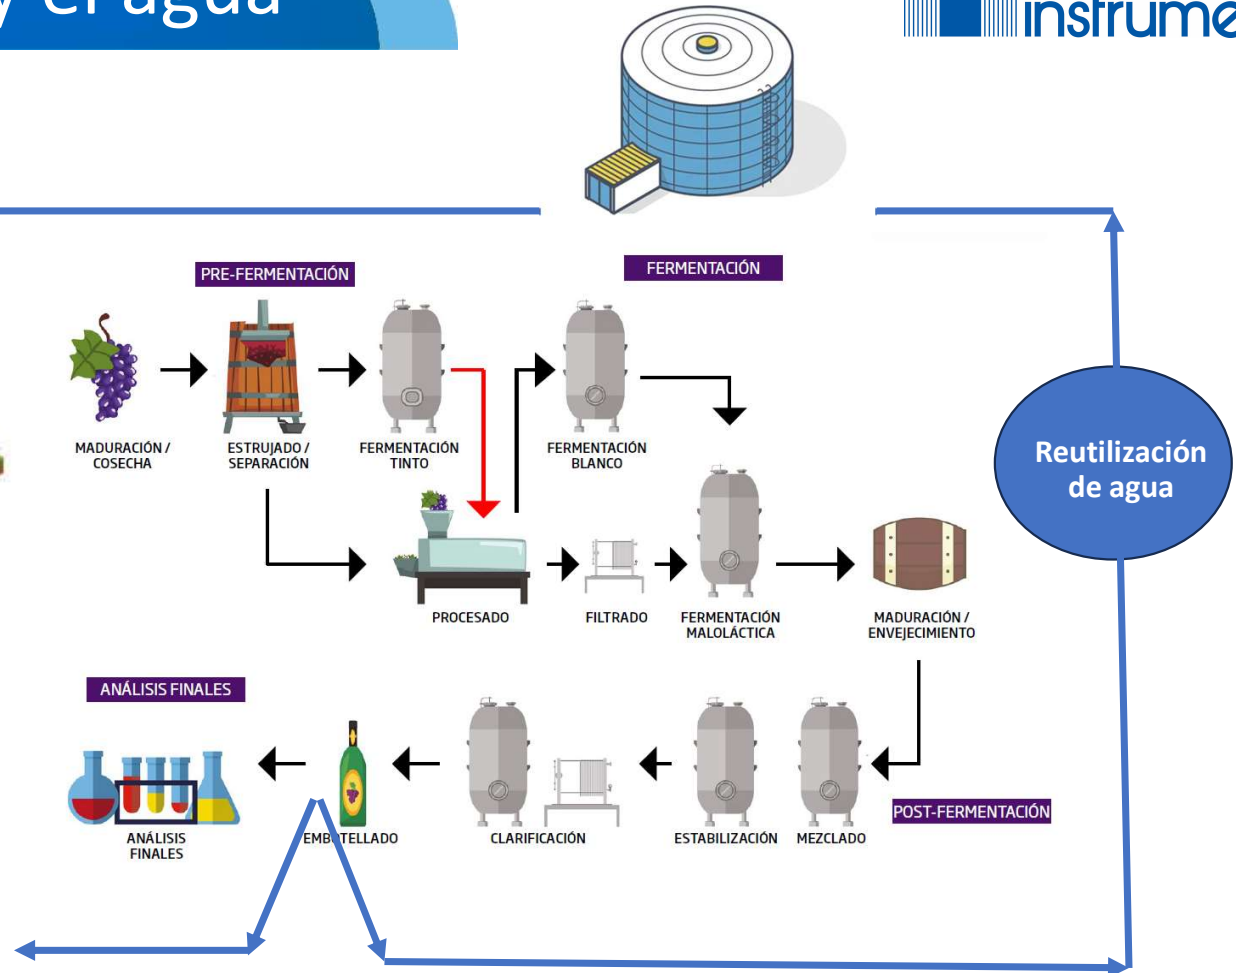 y el agua
instrume
PRE-FERMENTACIÓN
FERMENTACIÓN
MADURACIÓN /
COSECHA
ESTRUJADO /
SEPARACIÓN
FERMENTACIÓN
TINTO
FERMENTACIÓN
BLANCO
Reutilización
de agua
PROCESADO
FILTRADO
FERMENTACIÓN
MALOLÁCTICA
MADURACIÓN /
ENVEJECIMIENTO
ANÁLISIS FINALES
POST-FERMENTACIÓN
ANÁLISIS
FINALES
EMBOTELLADO
CLARIFICACIÓN
ESTABILIZACIÓN
MEZCLADO